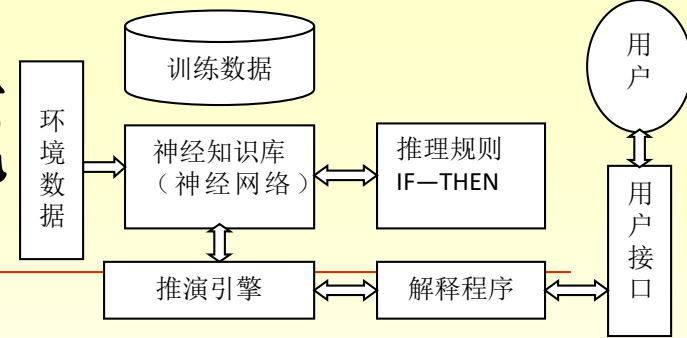 训练数据
用
户
环
境
数
据
神经知识库
（神经网络）
推理规则
IF—THEN
用
户
接
口
推演引擎
解释程序